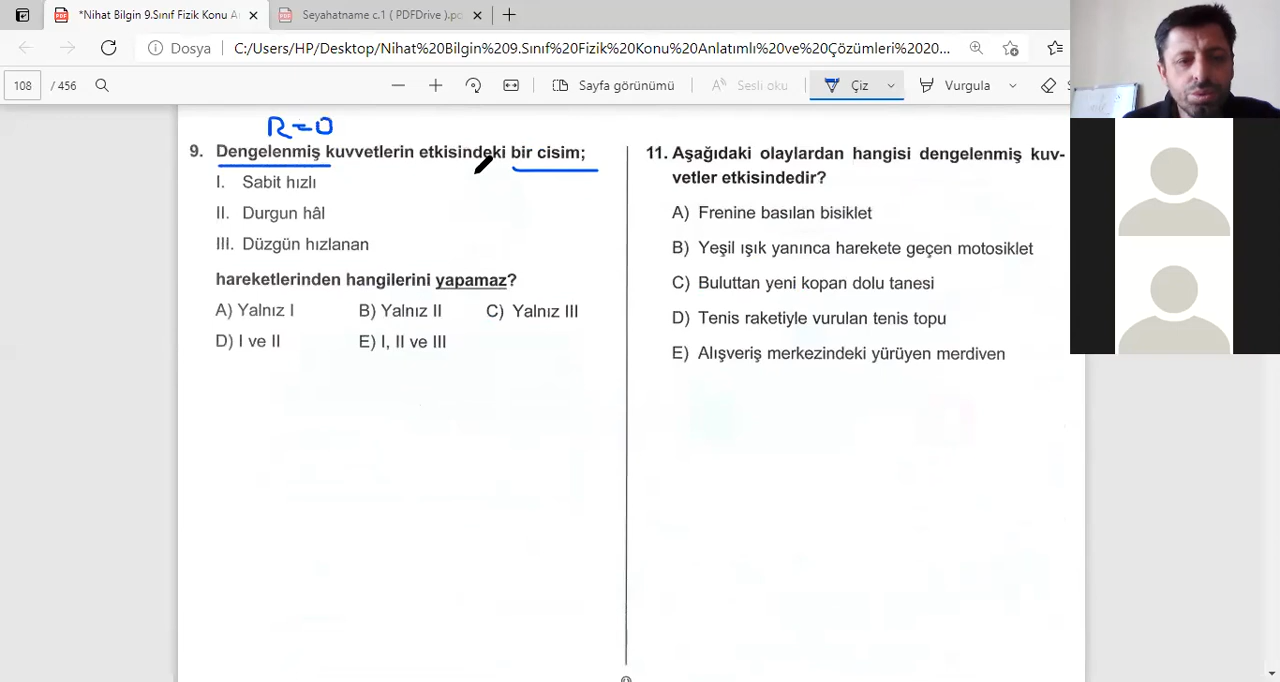 *Nihat Bilgin 9.Sınıf Fizik Konu A
Seyahatname c.1 ( PDFDrive ).pc
Dosya
C:/Users/HP/Desktop/Nihat%20Bilgin%209.Sınıf%20Fizik%20Konu%20Anlatımlı%20ve%20Çözümleri%2020...
108 / 456
Sayfa görünümü
Sesli oku
Çiz
Vurgula
R=0
9. Dengelenmiş kuvvetlerin etkisindeki bir cisim;
I. Sabit hızlı
II. Durgun hâl
III. Düzgün hızlanan
hareketlerinden hangilerini yapamaz?
A) Yalnız I B) Yalnız II C) Yalnız III
D) I ve II E) I, II ve III
11. Aşağıdaki olaylardan hangisi dengelenmiş kuv-
vetler etkisindedir?
A) Frenine basılan bisiklet
B) Yeşil ışık yanınca harekete geçen motosiklet
C) Buluttan yeni kopan dolu tanesi
D) Tenis raketiyle vurulan tenis topu
E) Alışveriş merkezindeki yürüyen merdiven